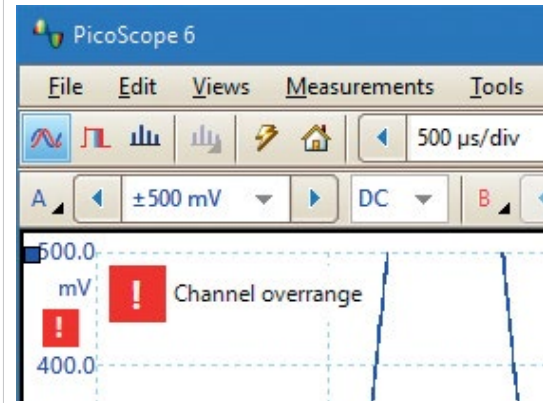 PicoScope 6
File Edit Views Measurements Tools
500 µs/div
A ±500 mV DC B
500.0
mV ! Channel overrange
!
400.0